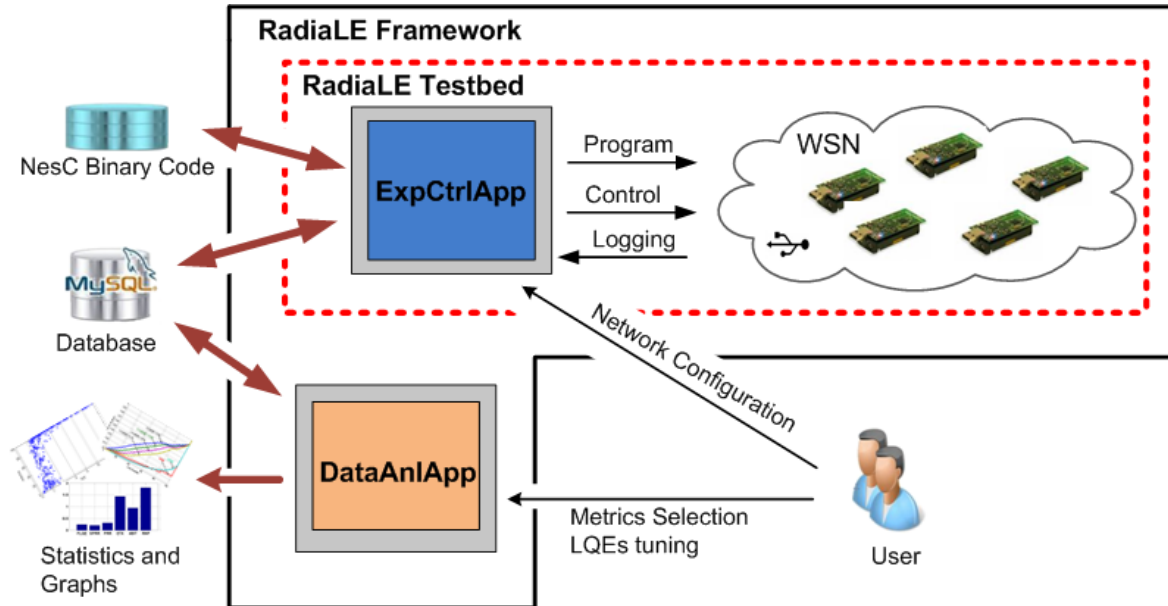 RadiaLE Framework
RadiaLE Testbed
NesC Binary Code
ExpCtrlApp
Program
Control
Logging
WSN
MySQL
Database
Network Configuration
DataAnlApp
Metrics Selection
LQEs tuning
User
Statistics and
Graphs